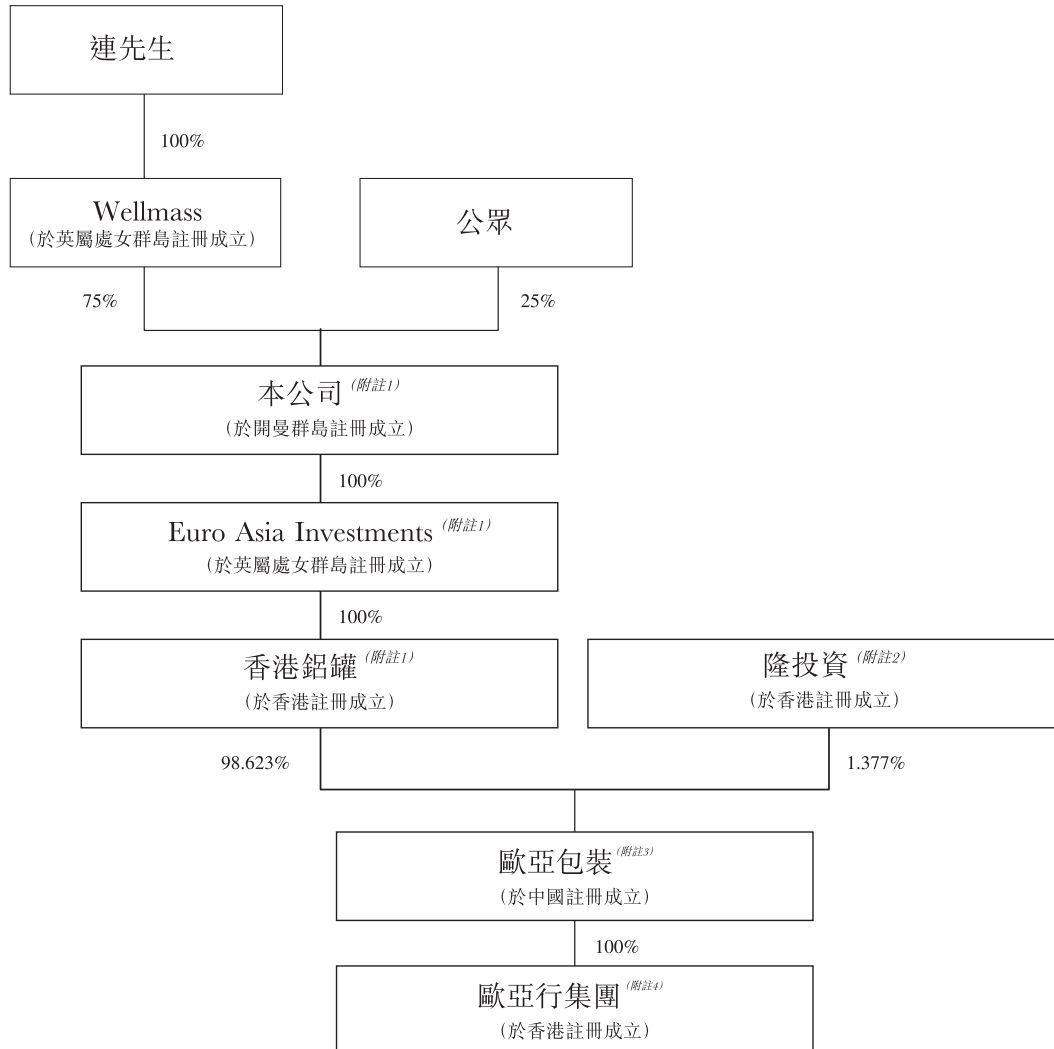 連先生
100%
Wellmass
(於英屬處女群島註冊成立)
公眾
75%
25%
本公司(附註1)
(於開曼群島註冊成立)
100%
Euro Asia Investments (附註1)
(於英屬處女群島註冊成立)
100%
香港鋁罐(附註1)
(於香港註冊成立)
隆投資(附註2)
(於香港註冊成立)
98.623%
1.377%
歐亞包裝(附註3)
(於中國註冊成立)
100%
歐亞行集團(附註4)
(於香港註冊成立)